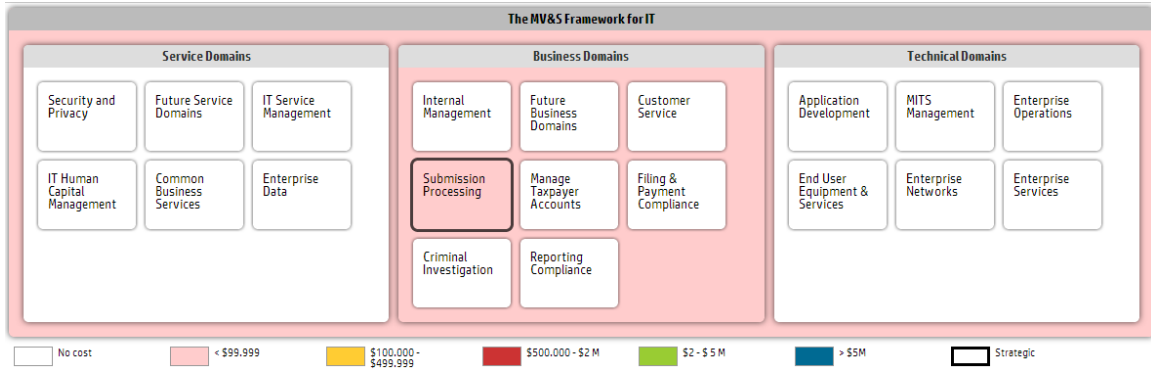 The MV&S Framework for IT
Service Domains
Security and
Privacy
Future Service
Domains
IT Service
Management
IT Human
Capital
Management
Common
Business
Services
Enterprise
Data
Business Domains
Internal
Management
Future
Business
Domains
Customer
Service
Submission
Processing
Manage
Taxpayer
Accounts
Filing &
Payment
Compliance
Criminal
Investigation
Reporting
Compliance
Technical Domains
Application
Development
MITS
Management
Enterprise
Operations
End User
Equipment &
Services
Enterprise
Networks
Enterprise
Services
No cost
< $99.999
$100.000 -
$499.999
$500.000 - $2 M
$2 - $ 5 M
> $5M
Strategic